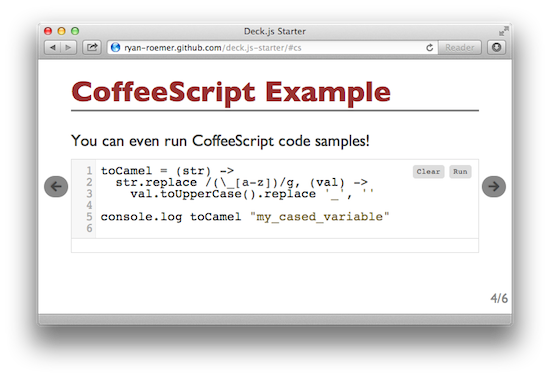 Deck.js Starter
ryan-roemer.github.com/deck.js-starter/#cs
Reader
CoffeeScript Example
You can even run CoffeeScript code samples!
Clear Run
1 toCamel = (str) ->
2 str.replace /(\_[a-z])/g, (val) ->
3 val.toUpperCase().replace '_', ''
4
5 console.log toCamel "my_cased_variable"
6
4/6